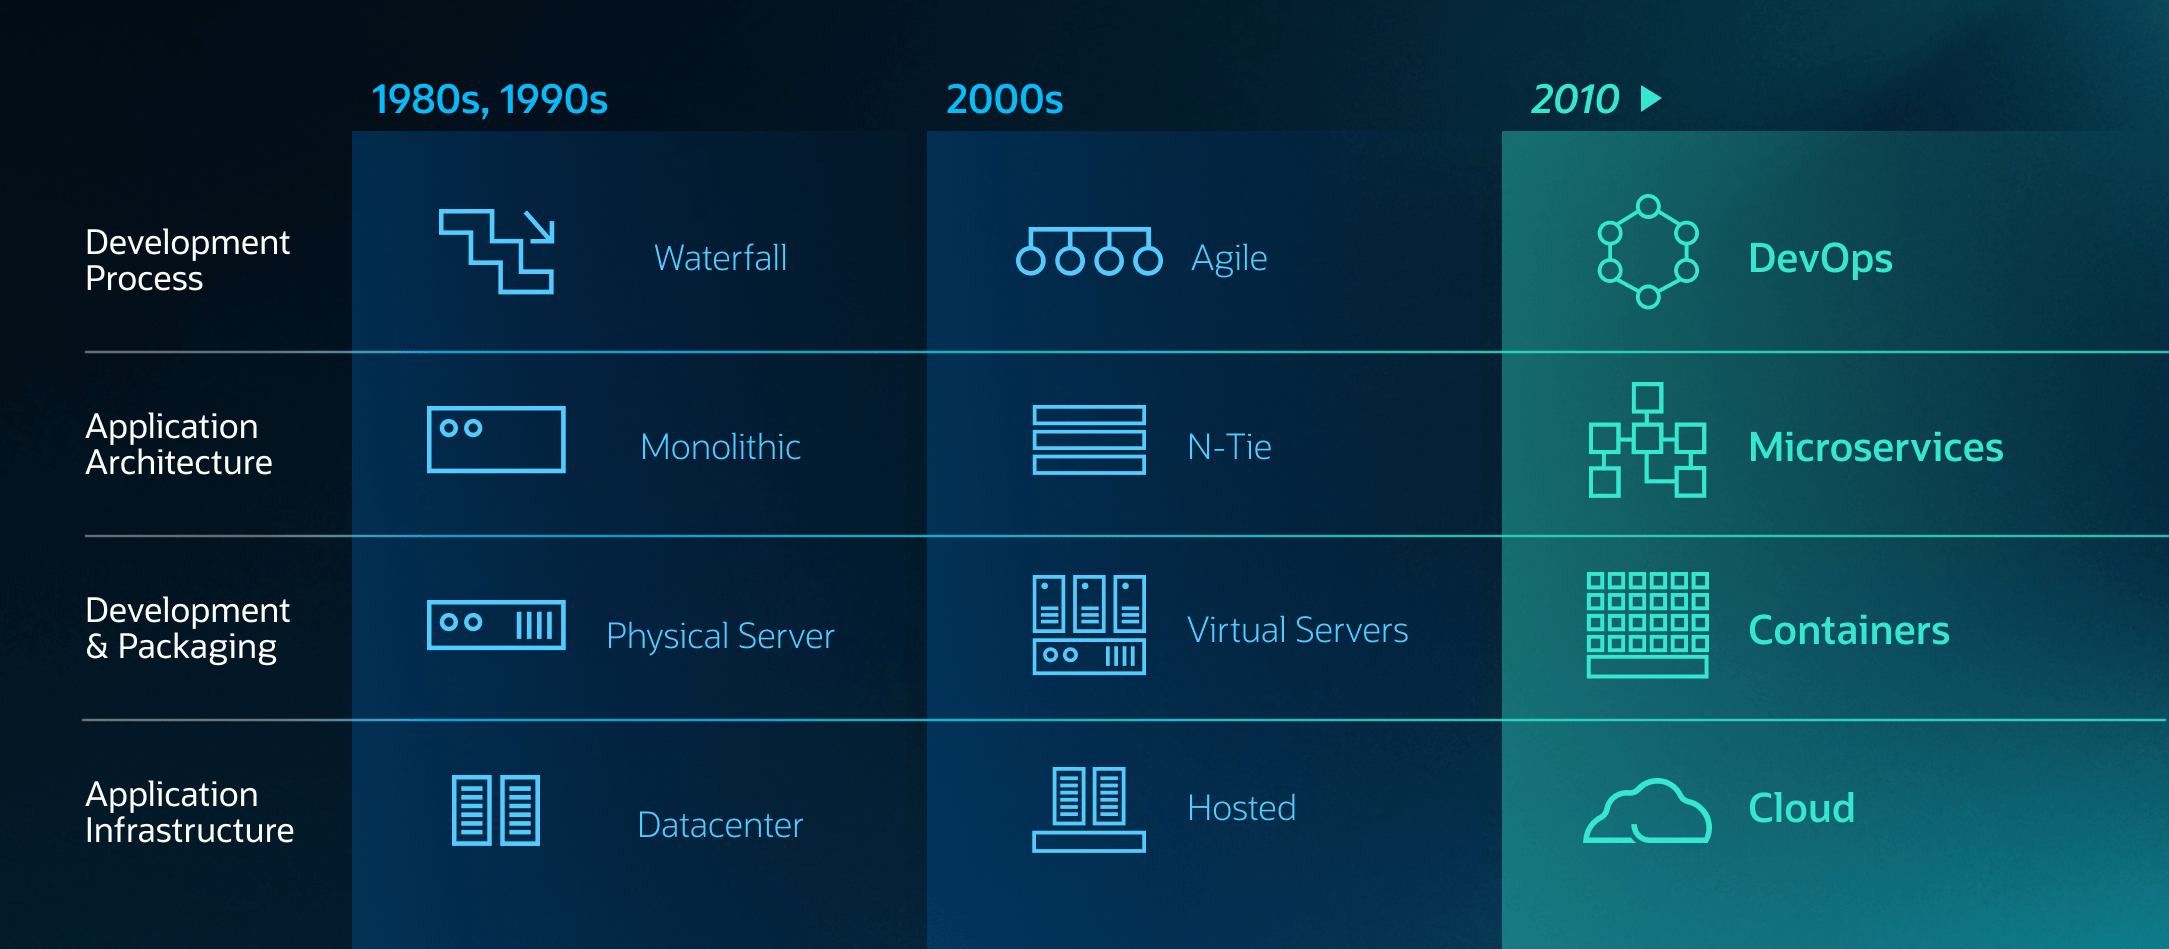 1980s, 1990s
2000s
2010
Development
Process
Waterfall
Agile
DevOps
Application
Architecture
Monolithic
N-Tie
Microservices
Development
& Packaging
Physical Server
Virtual Servers
Containers
Application
Infrastructure
Datacenter
Hosted
Cloud